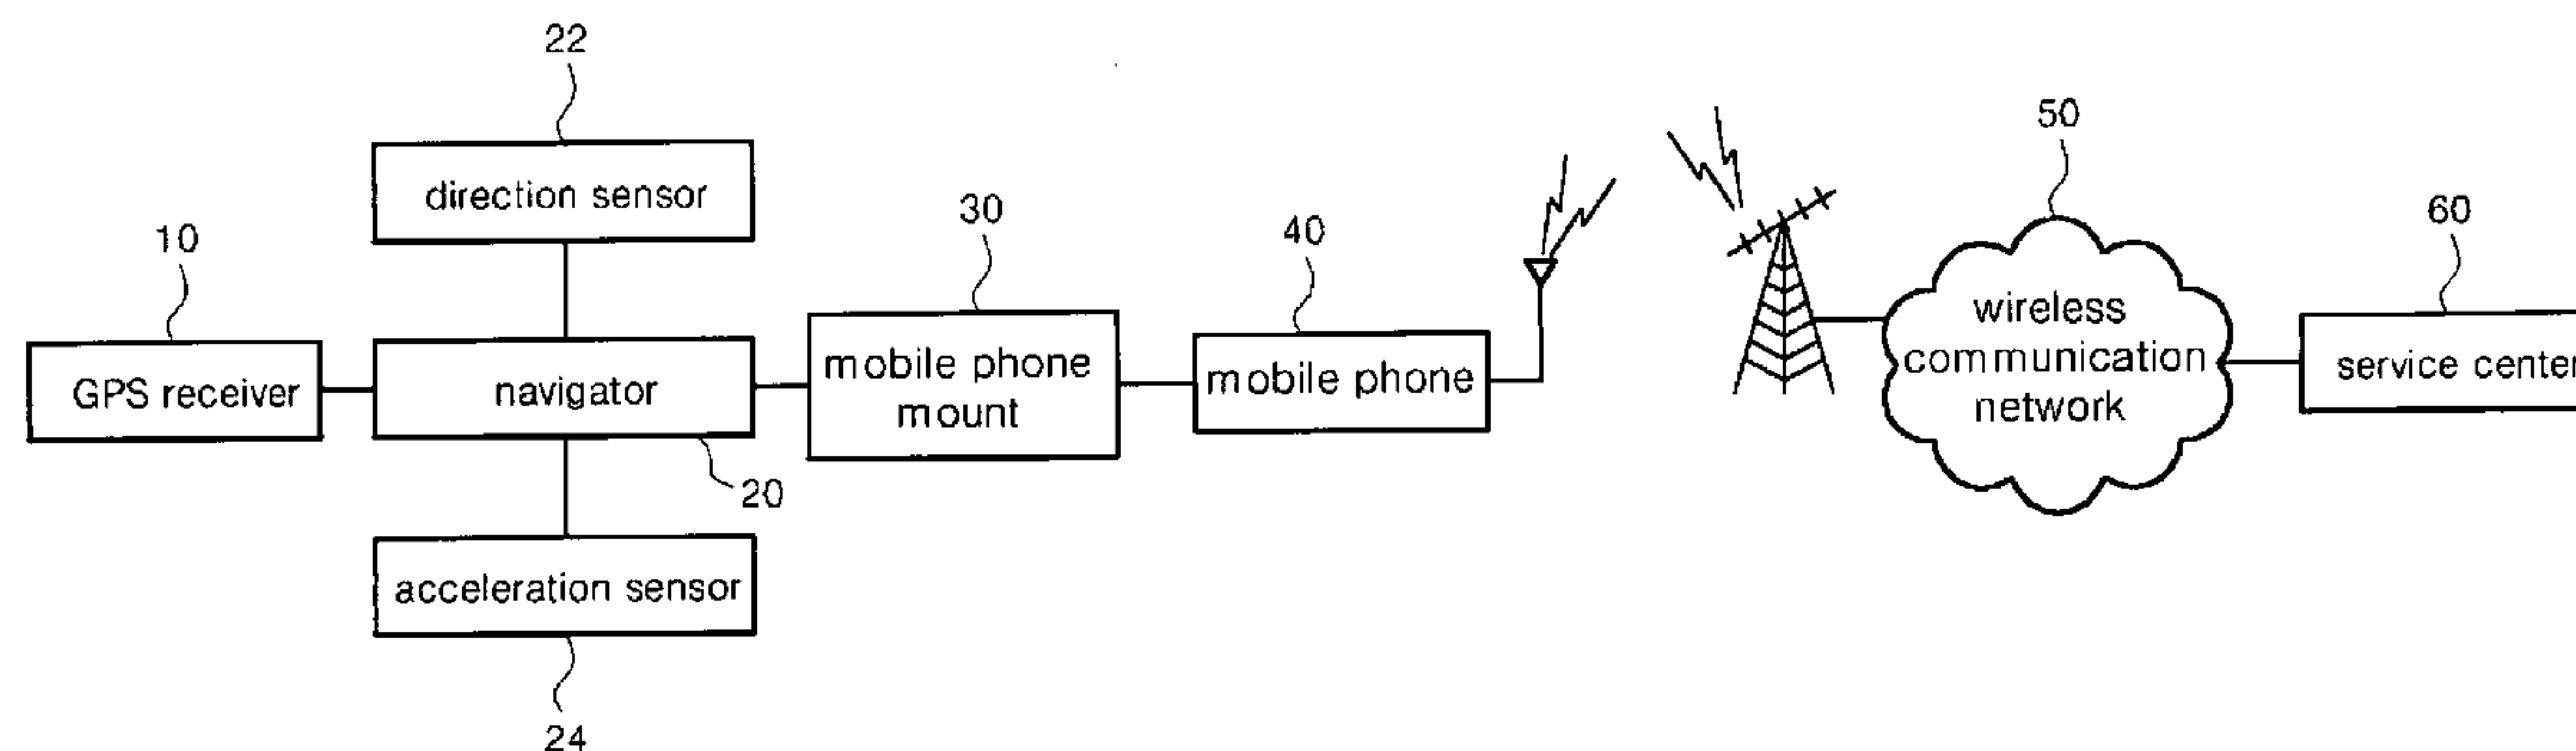 22
direction sensor
10
GPS receiver
navigator
20
acceleration sensor
24
30
mobile phone
mount
40
mobile phone
50
wireless
communication
network
60
service center